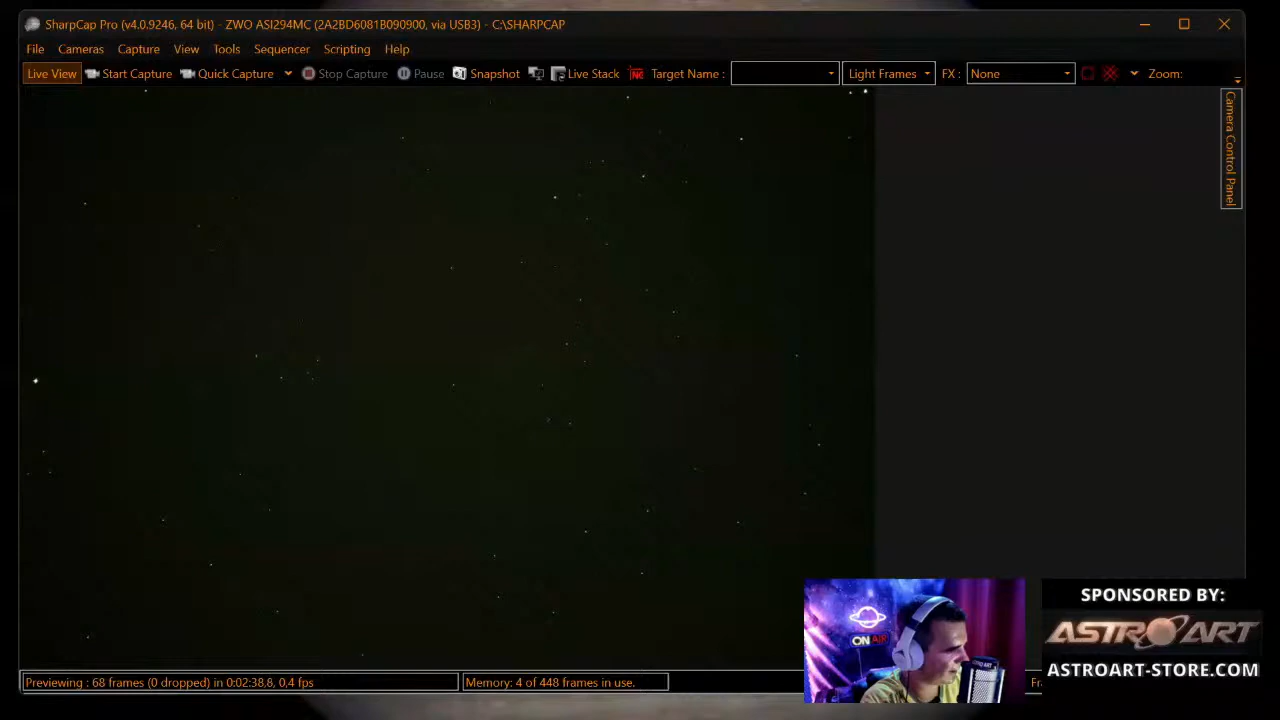 SharpCap Pro (v4.0.9246, 64 bit) - ZWO ASI294MC (2A2BD6081B090900, via USB3) - C:\SHARPCAP
File Cameras Capture View Tools Sequencer Scripting Help
Live View Start Capture Quick Capture Stop Capture Pause Snapshot Live Stack Target Name : Light Frames FX : None Zoom:
Camera Control Panel
ON AIR
SPONSORED BY:
ASTROART
ASTROART-STORE.COM
Previewing : 68 frames (0 dropped) in 0:02:38,8, 0,4 fps Memory: 4 of 448 frames in use.